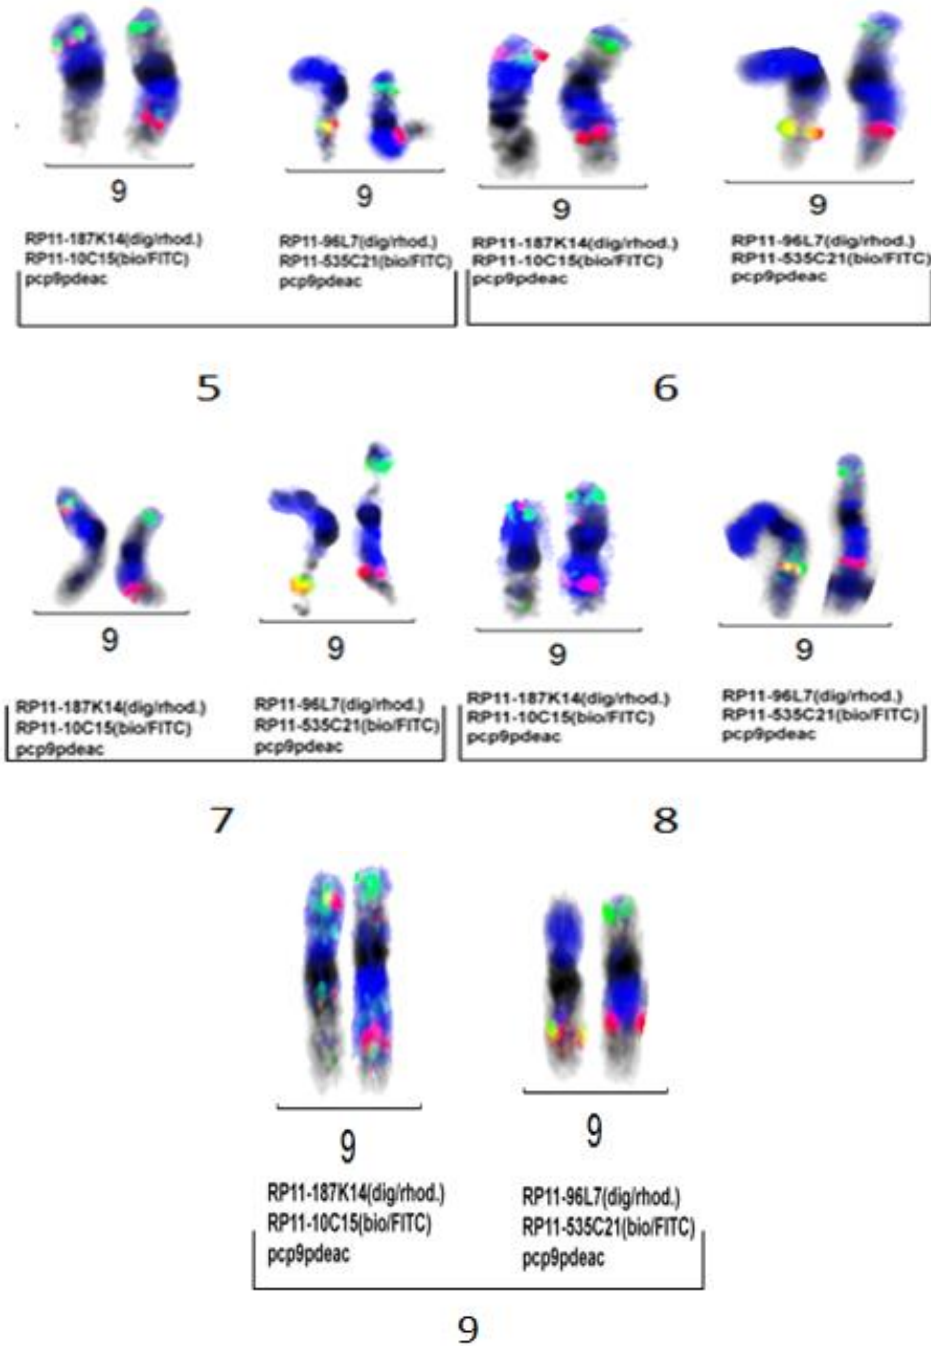 9
RP11-187K14(dig/rhod.)
RP11-10C15(bio/FITC)
pcp9pdeac
9
RP11-96L7(dig/rhod.)
RP11-535C21(bio/FITC)
pcp9pdeac
5
9
RP11-187K14(dig/rhod.)
RP11-10C15(bio/FITC)
pcp9pdeac
9
RP11-96L7(dig/rhod.)
RP11-535C21(bio/FITC)
pcp9pdeac
6
9
RP11-187K14(dig/rhod.)
RP11-10C15(bio/FITC)
pcp9pdeac
9
RP11-96L7(dig/rhod.)
RP11-535C21(bio/FITC)
pcp9pdeac
7
9
RP11-187K14(dig/rhod.)
RP11-10C15(bio/FITC)
pcp9pdeac
9
RP11-96L7(dig/rhod.)
RP11-535C21(bio/FITC)
pcp9pdeac
8
9
RP11-187K14(dig/rhod.)
RP11-10C15(bio/FITC)
pcp9pdeac
9
RP11-96L7(dig/rhod.)
RP11-535C21(bio/FITC)
pcp9pdeac
9